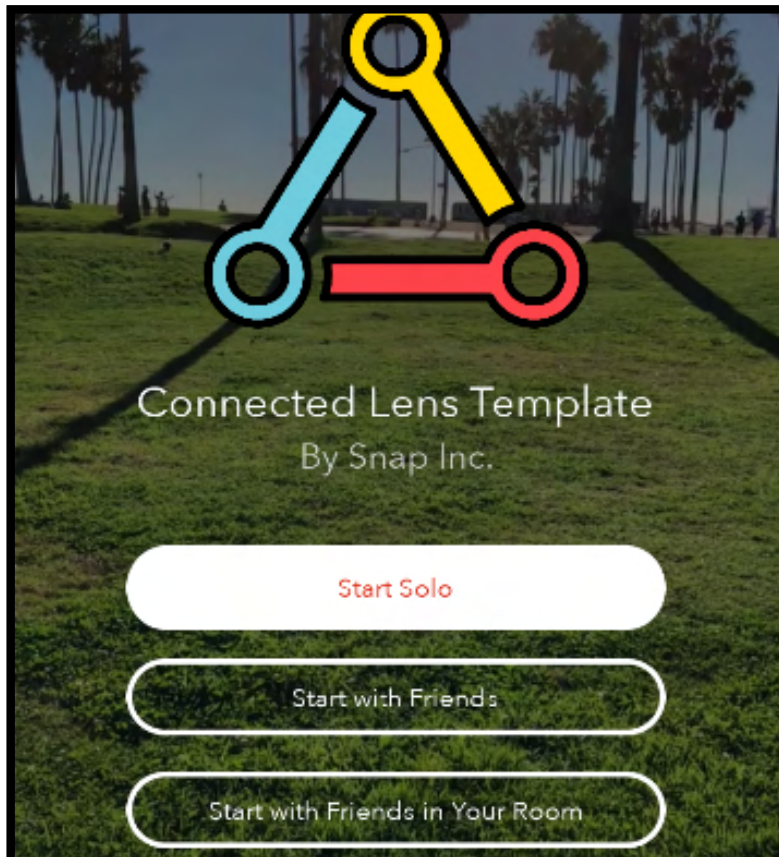 Connected Lens Template
By Snap Inc.
Start Solo
Start with Friends
Start with Friends in Your Room